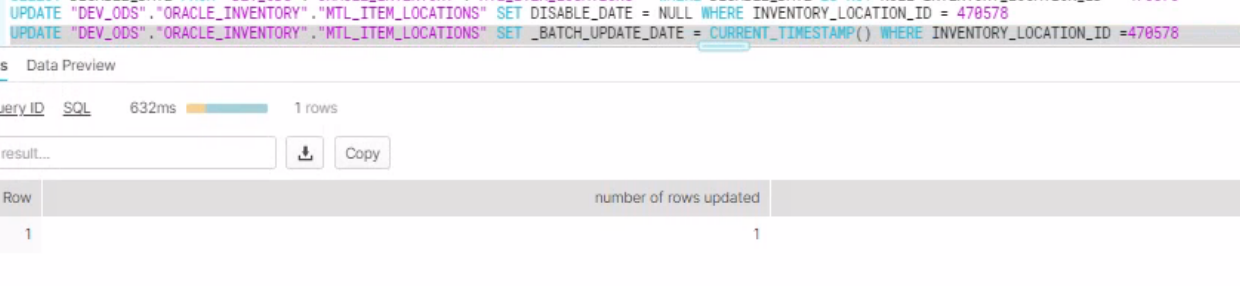 UPDATE "DEV_ODS"."ORACLE_INVENTORY"."MTL_ITEM_LOCATIONS" SET DISABLE_DATE = NULL WHERE INVENTORY_LOCATION_ID = 470578
UPDATE "DEV_ODS"."ORACLE_INVENTORY"."MTL_ITEM_LOCATIONS" SET _BATCH_UPDATE_DATE = CURRENT_TIMESTAMP() WHERE INVENTORY_LOCATION_ID =470578
s Data Preview
uery ID SQL 632ms 1 rows
result... Copy
Row number of rows updated
1 1